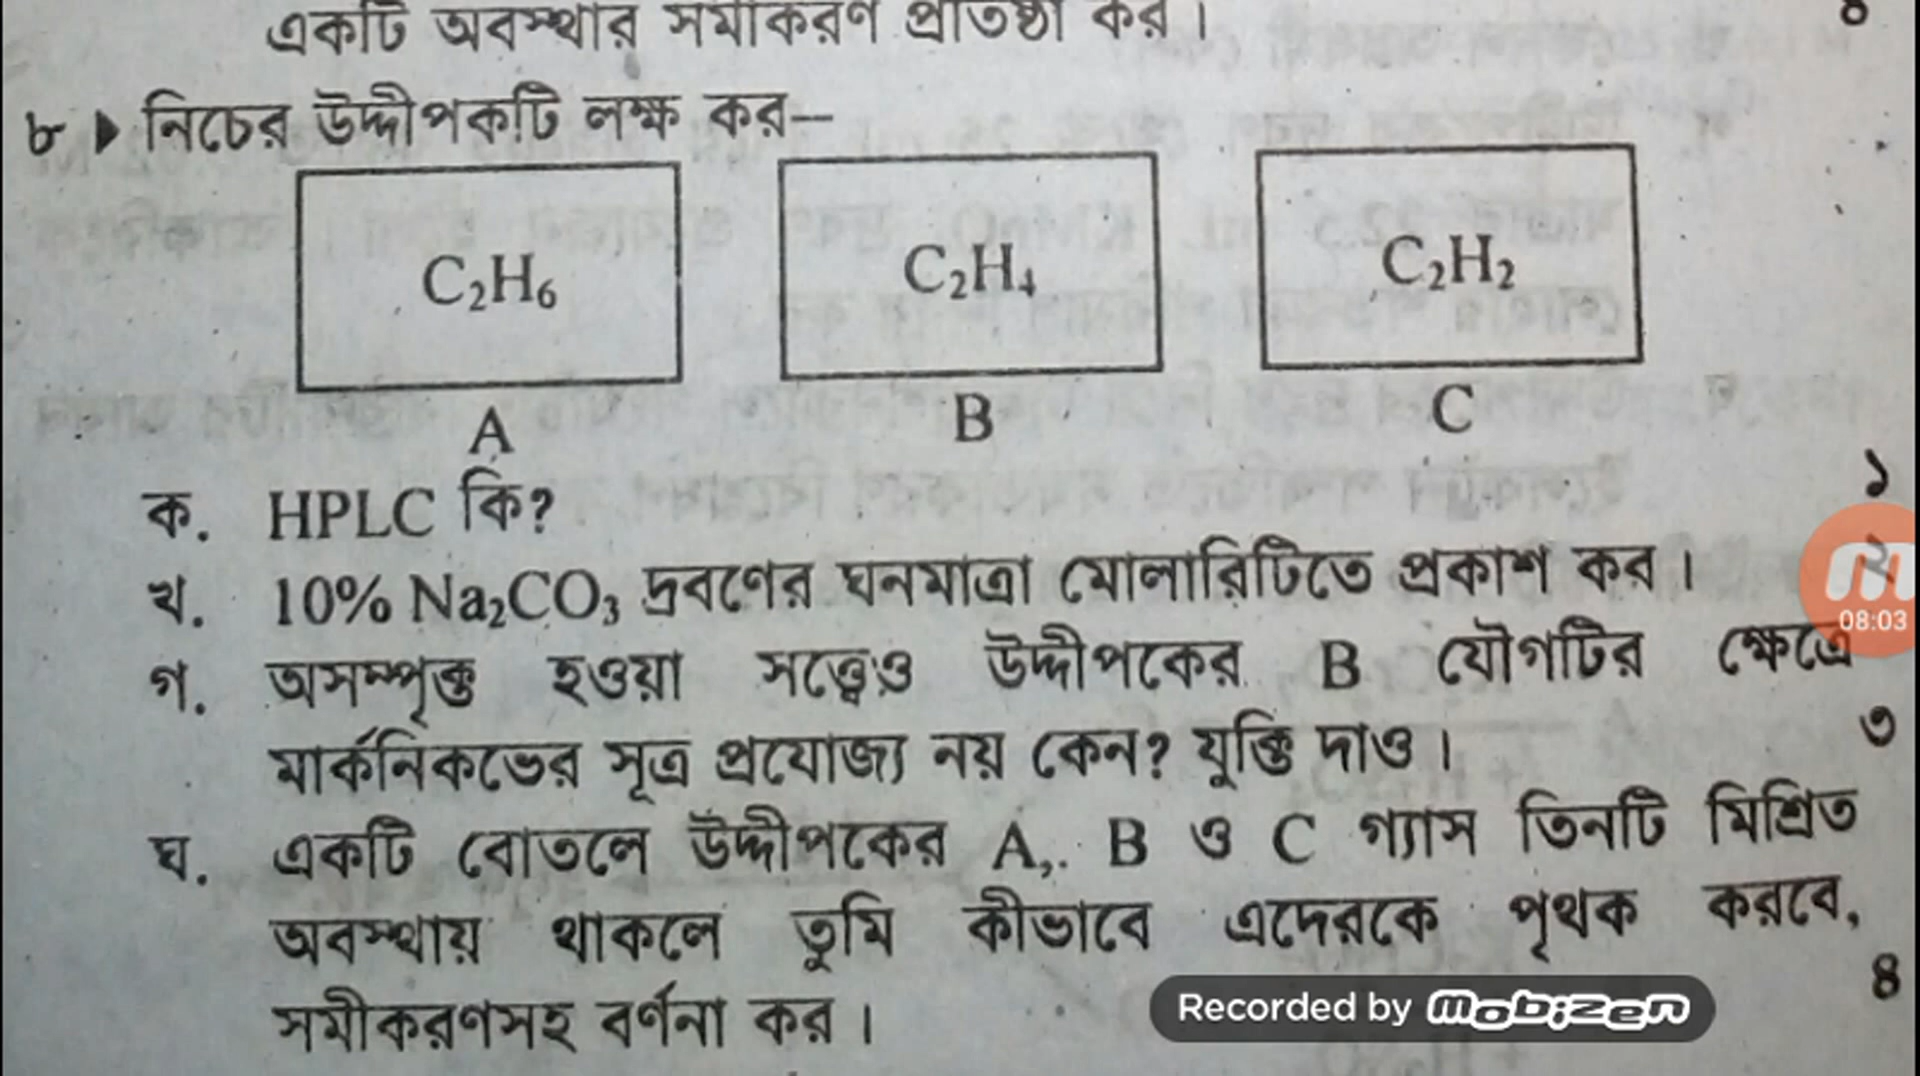 একটি অবস্থার সমীকরণ প্রতিষ্ঠা কর। ৪
৮ ▶ নিচের উদ্দীপকটি লক্ষ কর—
C₂H₆ C₂H₄ C₂H₂
A B C
ক. HPLC কি? ১
খ. 10% Na₂CO₃ দ্রবণের ঘনমাত্রা মোলারিটিতে প্রকাশ কর। ২
গ. অসম্পৃক্ত হওয়া সত্ত্বেও উদ্দীপকের B যৌগটির ক্ষেত্রে
মার্কনিকভের সূত্র প্রযোজ্য নয় কেন? যুক্তি দাও। ৩
ঘ. একটি বোতলে উদ্দীপকের A, B ও C গ্যাস তিনটি মিশ্রিত
অবস্থায় থাকলে তুমি কীভাবে এদেরকে পৃথক করবে,
সমীকরণসহ বর্ণনা কর। ৪
08:03
Recorded by mobizen